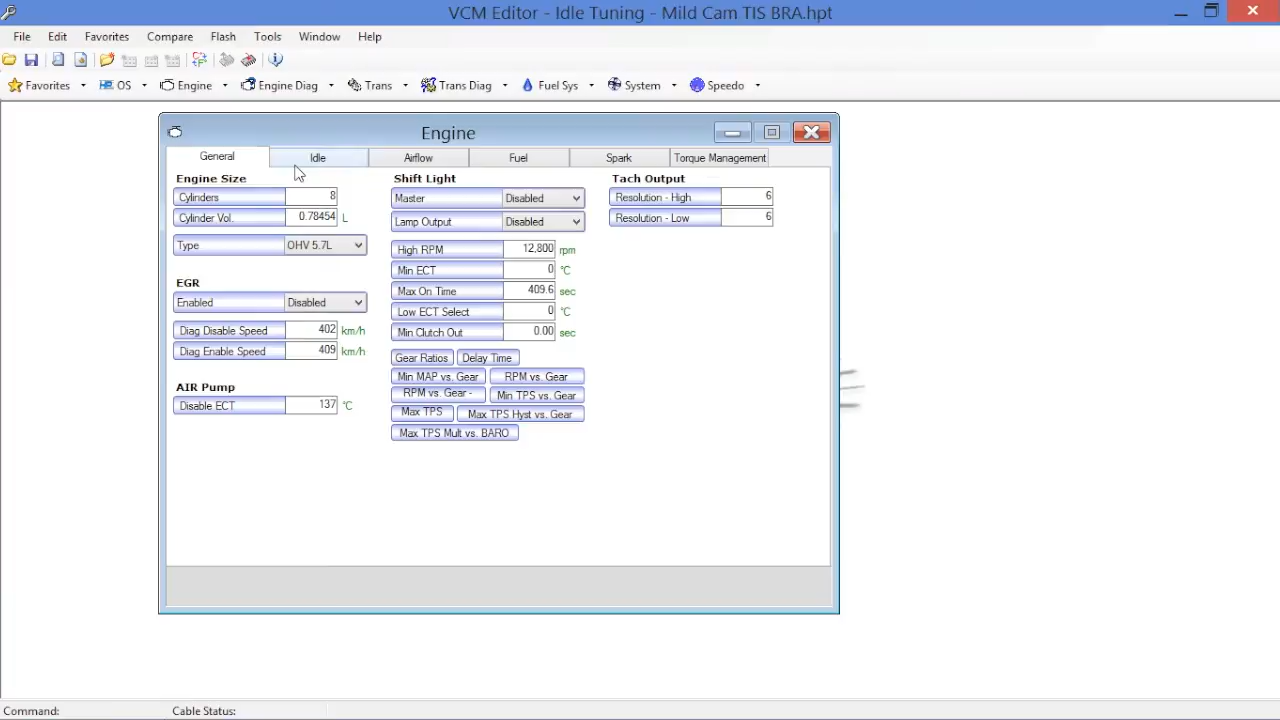 VCM Editor - Idle Tuning - Mild Cam TIS BRA.hpt
File Edit Favorites Compare Flash Tools Window Help
Favorites OS Engine Engine Diag Trans Trans Diag Fuel Sys System Speedo
Engine
General Idle Airflow Fuel Spark Torque Management
Engine Size
Cylinders 8
Cylinder Vol. 0.78454 L
Type OHV 5.7L
EGR
Enabled Disabled
Diag Disable Speed 402 km/h
Diag Enable Speed 409 km/h
AIR Pump
Disable ECT 137 °C
Shift Light
Master Disabled
Lamp Output Disabled
High RPM 12,800 rpm
Min ECT 0 °C
Max On Time 409.6 sec
Low ECT Select 0 °C
Min Clutch Out 0.00 sec
Gear Ratios Delay Time
Min MAP vs. Gear RPM vs. Gear
RPM vs. Gear - Min TPS vs. Gear
Max TPS Max TPS Hyst vs. Gear
Max TPS Mult vs. BARO
Tach Output
Resolution - High 6
Resolution - Low 6
Command: Cable Status: